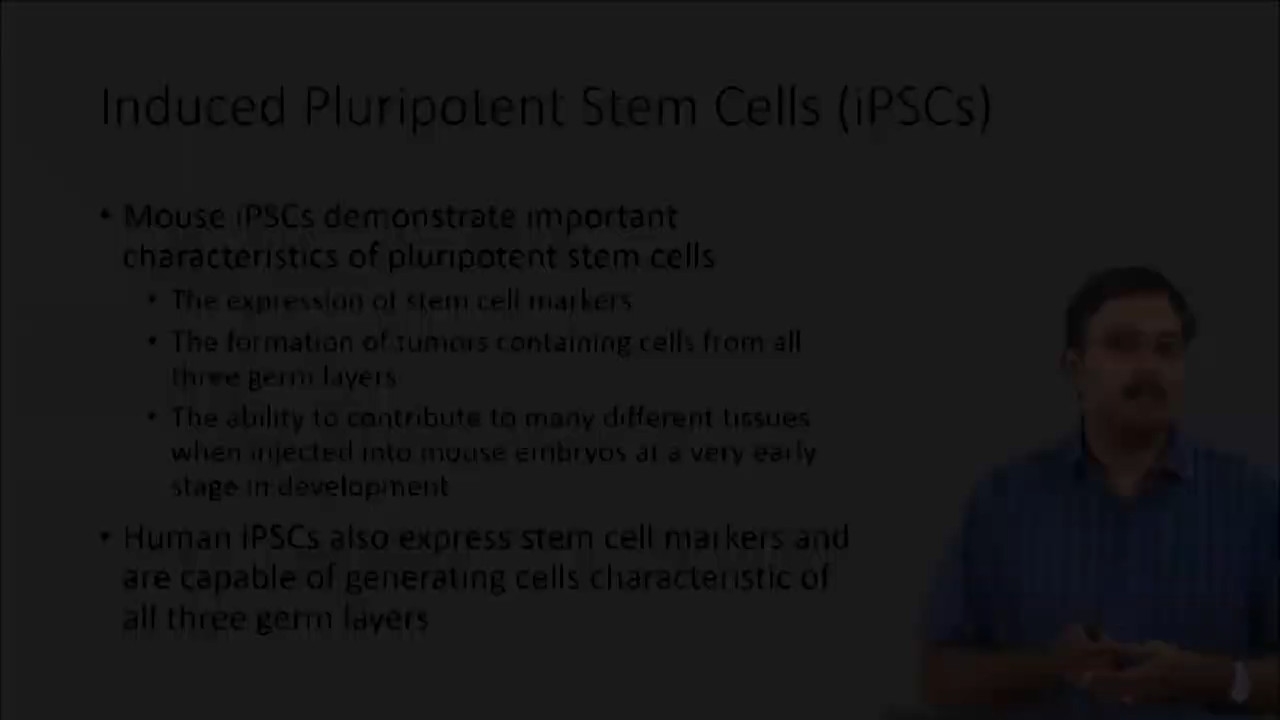 Induced Pluripotent Stem Cells (iPSCs)
• Mouse iPSCs demonstrate important
characteristics of pluripotent stem cells
• The expression of stem cell markers
• The formation of tumors containing cells from all
three germ layers
• The ability to contribute to many different tissues
when injected into mouse embryos at a very early
stage in development
• Human iPSCs also express stem cell markers and
are capable of generating cells characteristic of
all three germ layers